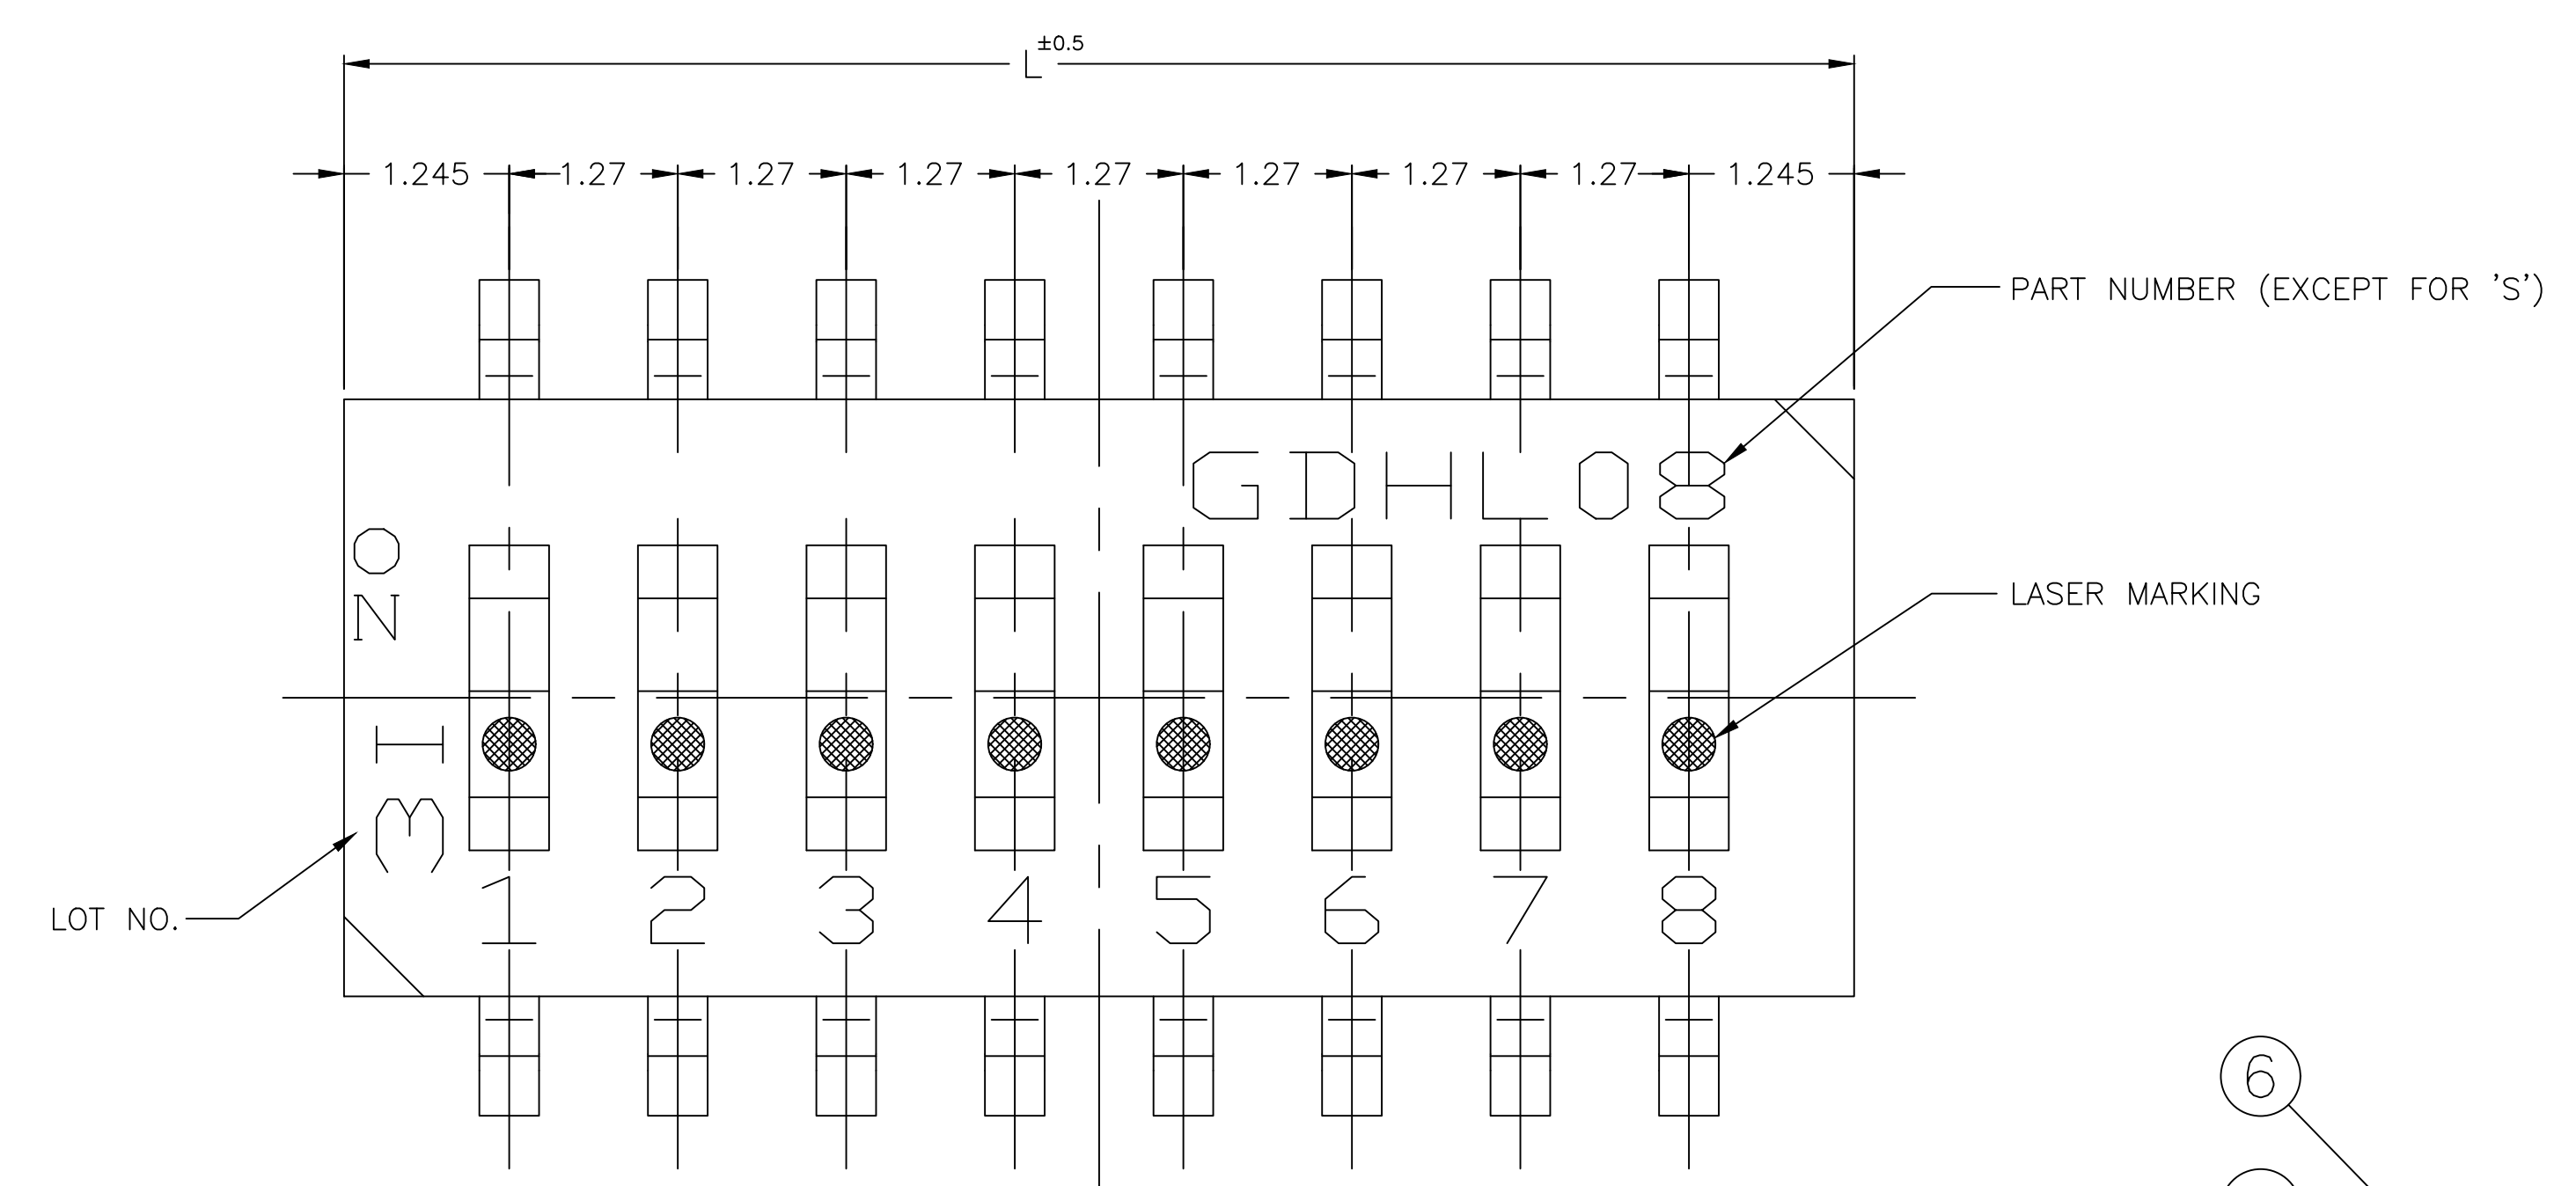 L ±0.5
1.245 1.27 1.27 1.27 1.27 1.27 1.27 1.27 1.245
PART NUMBER (EXCEPT FOR 'S')
GDHL08
ON
LASER MARKING
LOT NO.
1 2 3 4 5 6 7 8
6